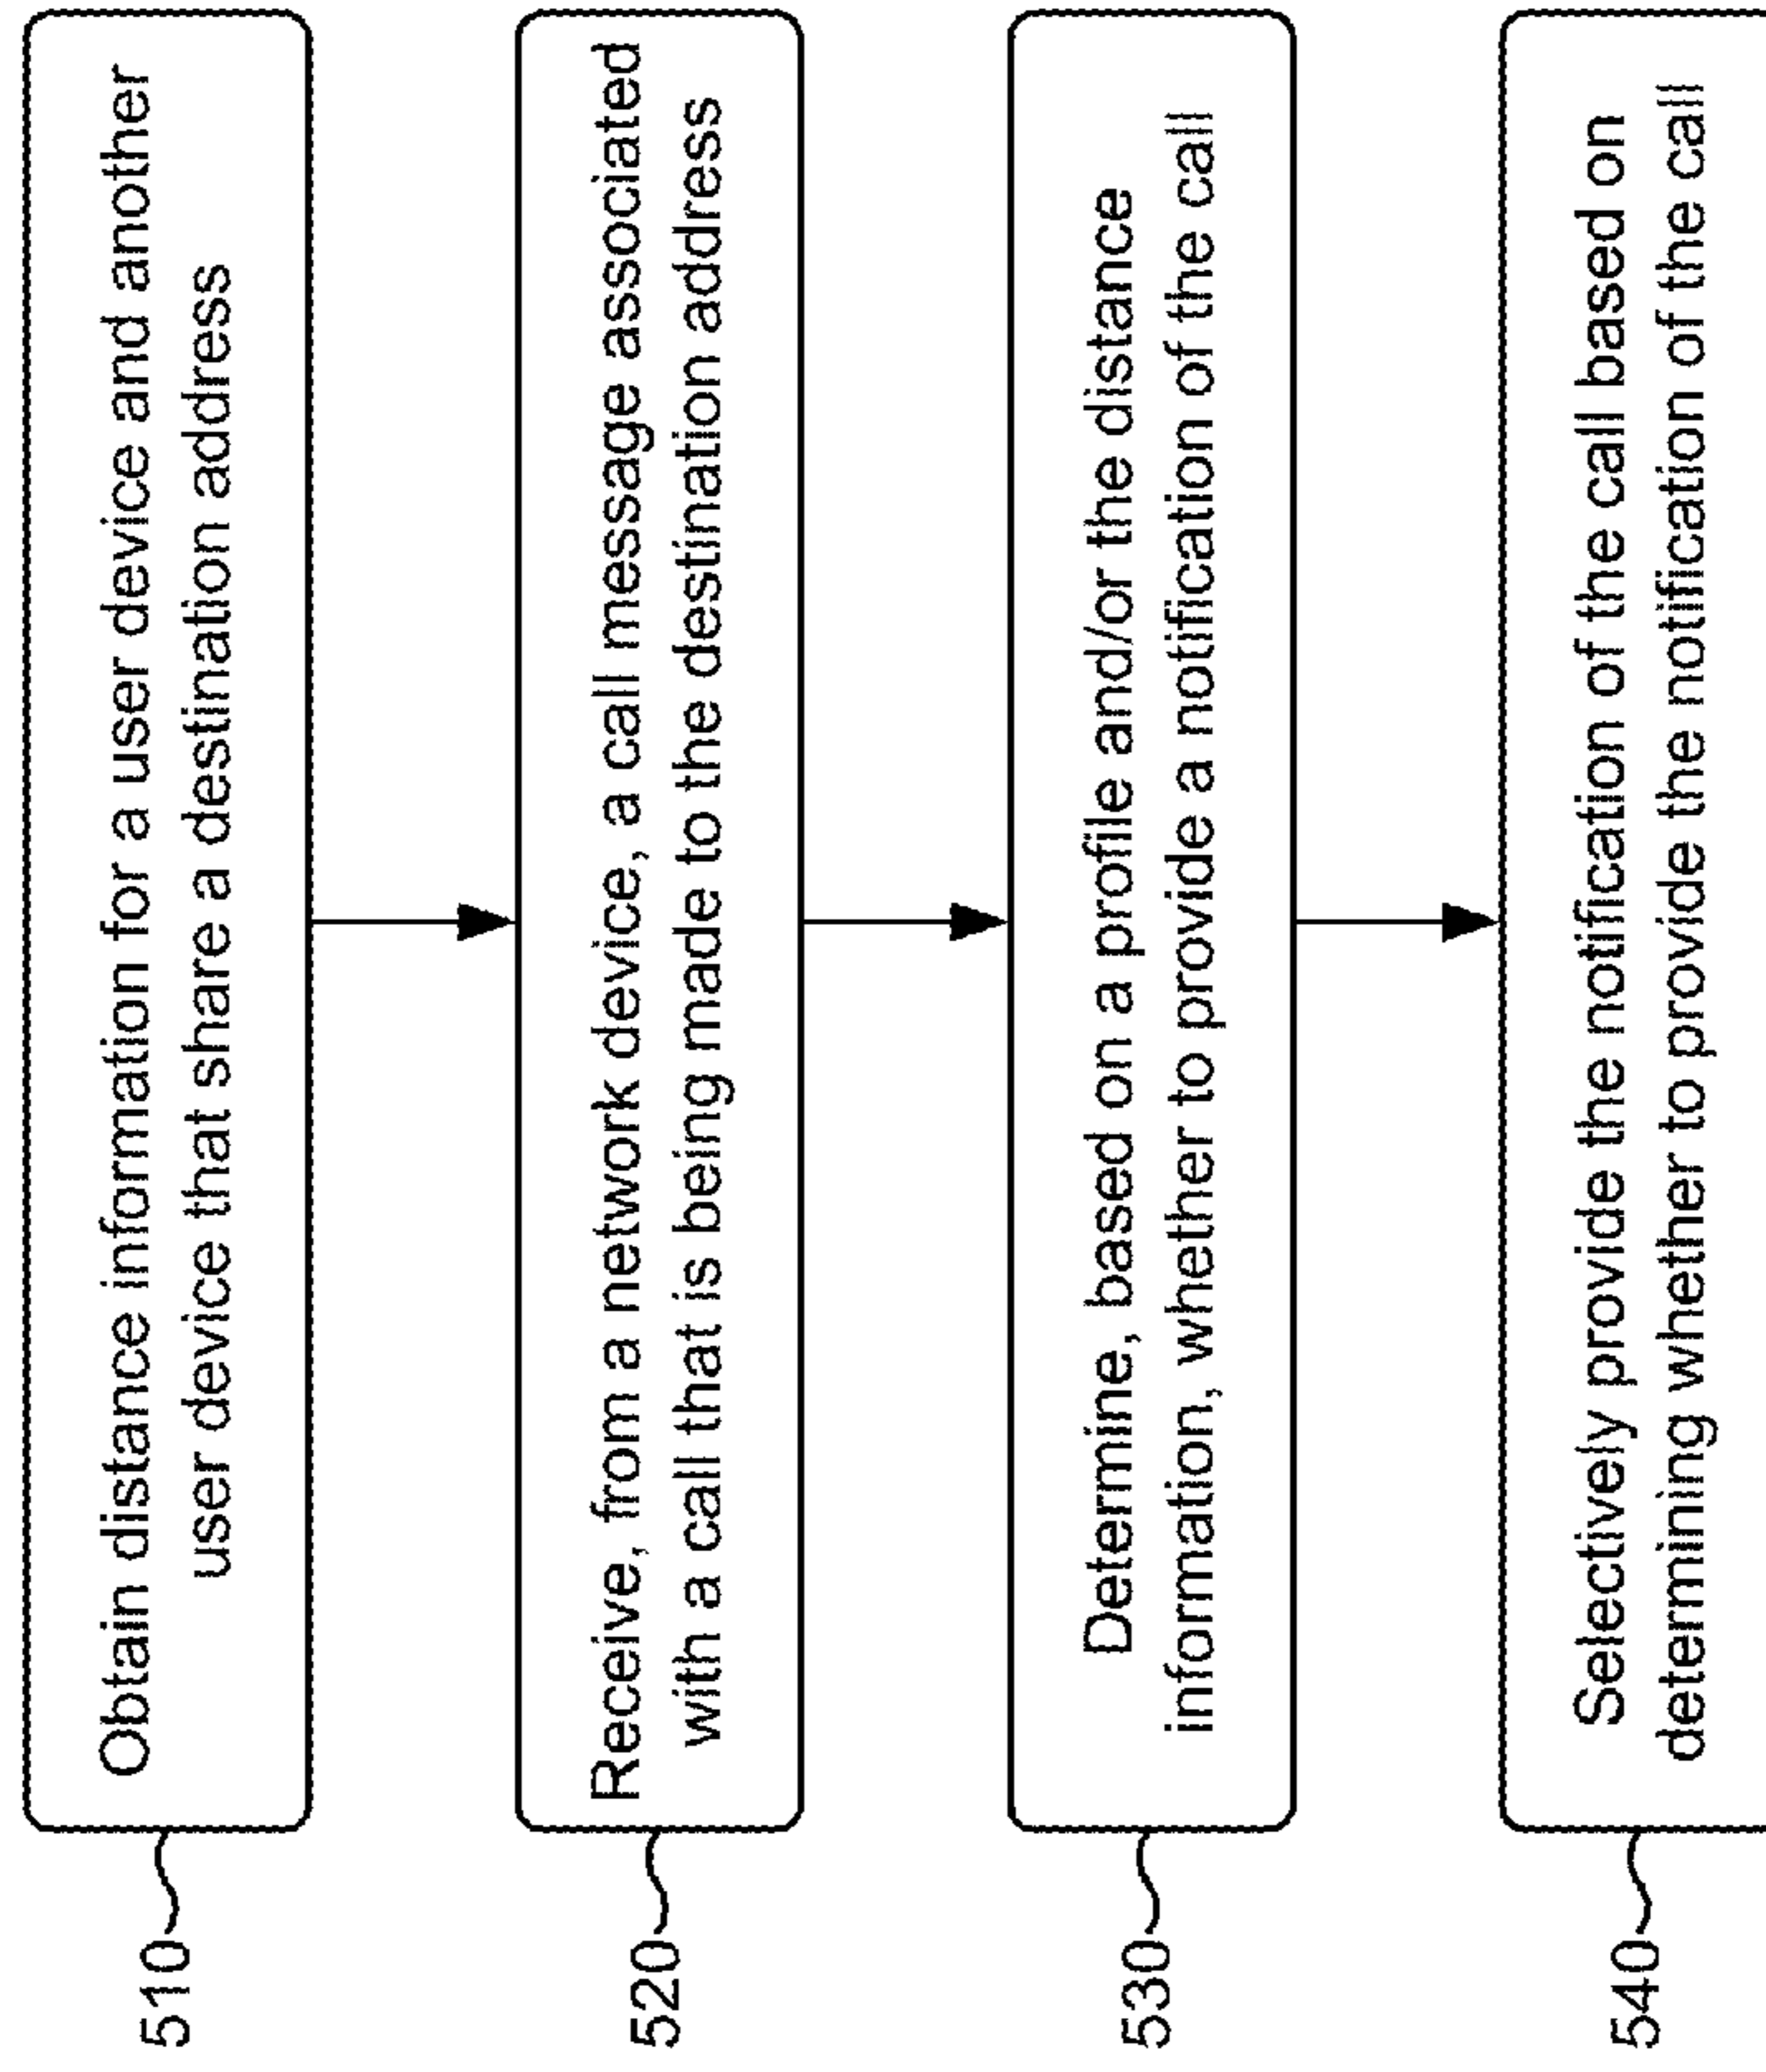 510
Obtain distance information for a user device and another
user device that share a destination address
520
Receive, from a network device, a call message associated
with a call that is being made to the destination address
530
Determine, based on a profile and/or the distance
information, whether to provide a notification of the call
540
Selectively provide the notification of the call based on
determining whether to provide the notification of the call